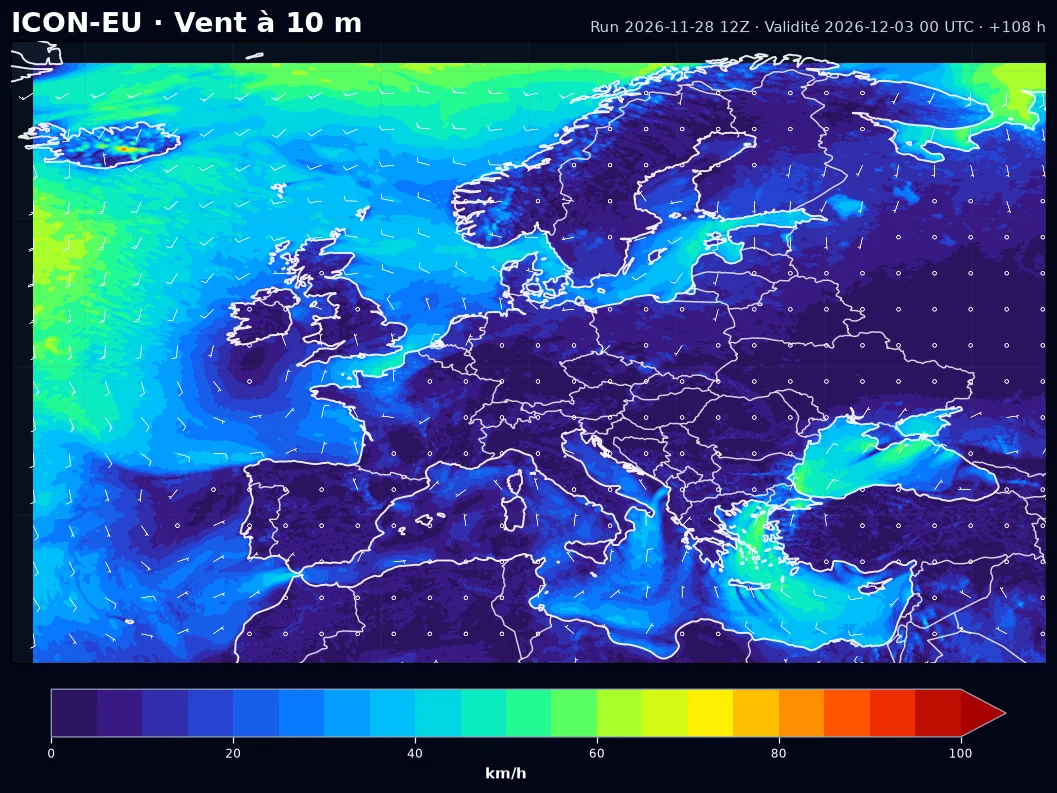 ICON-EU · Vent à 10 m
Run 2026-11-28 12Z · Validité 2026-12-03 00 UTC · +108 h
0 20 40 60 80 100
km/h